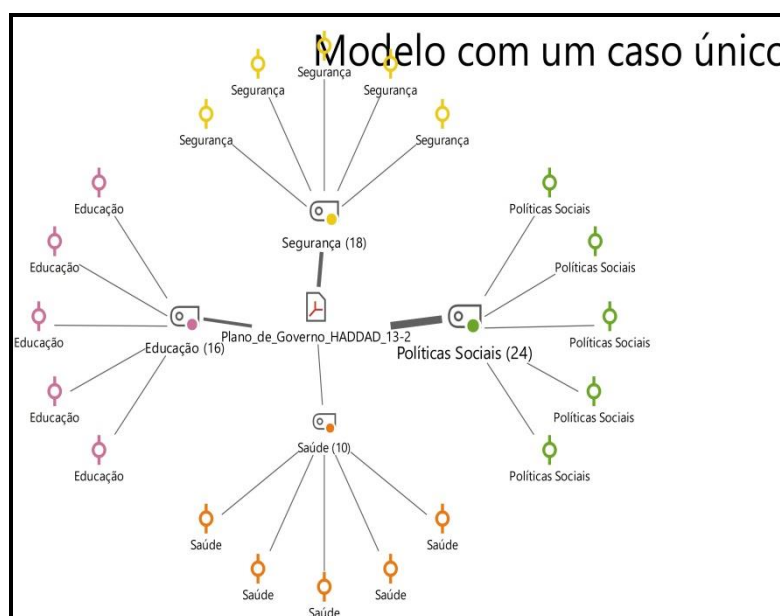 Modelo com um caso único
Segurança
Segurança
Segurança
Segurança
Segurança
Segurança (18)
Educação
Educação
Educação
Educação
Educação
Educação (16)
Plano_de_Governo_HADDAD_13-2
Políticas Sociais
Políticas Sociais
Políticas Sociais
Políticas Sociais
Políticas Sociais
Políticas Sociais (24)
Saúde (10)
Saúde
Saúde
Saúde
Saúde
Saúde